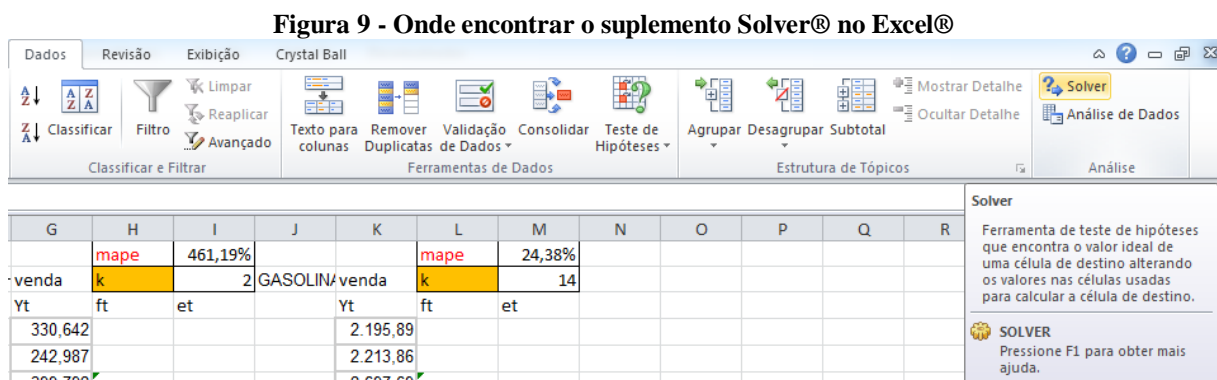 Figura 9 - Onde encontrar o suplemento Solver® no Excel®
Dados Revisão Exibição Crystal Ball
Classificar
Filtro
Limpar
Reaplicar
Avançado
Texto para colunas
Remover Duplicatas
Validação de Dados
Consolidar
Teste de Hipóteses
Agrupar
Desagrupar
Subtotal
Mostrar Detalhe
Ocultar Detalhe
Solver
Análise de Dados
Classificar e Filtrar
Ferramentas de Dados
Estrutura de Tópicos
Análise
G H I J K L M N O P Q R
mape 461,19% mape 24,38%
venda k 2 GASOLIN venda k 14
Yt ft et Yt ft et
330,642 2.195,89
242,987 2.213,86
Solver
Ferramenta de teste de hipóteses
que encontra o valor ideal de
uma célula de destino alterando
os valores nas células usadas
para calcular a célula de destino.
SOLVER
Pressione F1 para obter mais
ajuda.